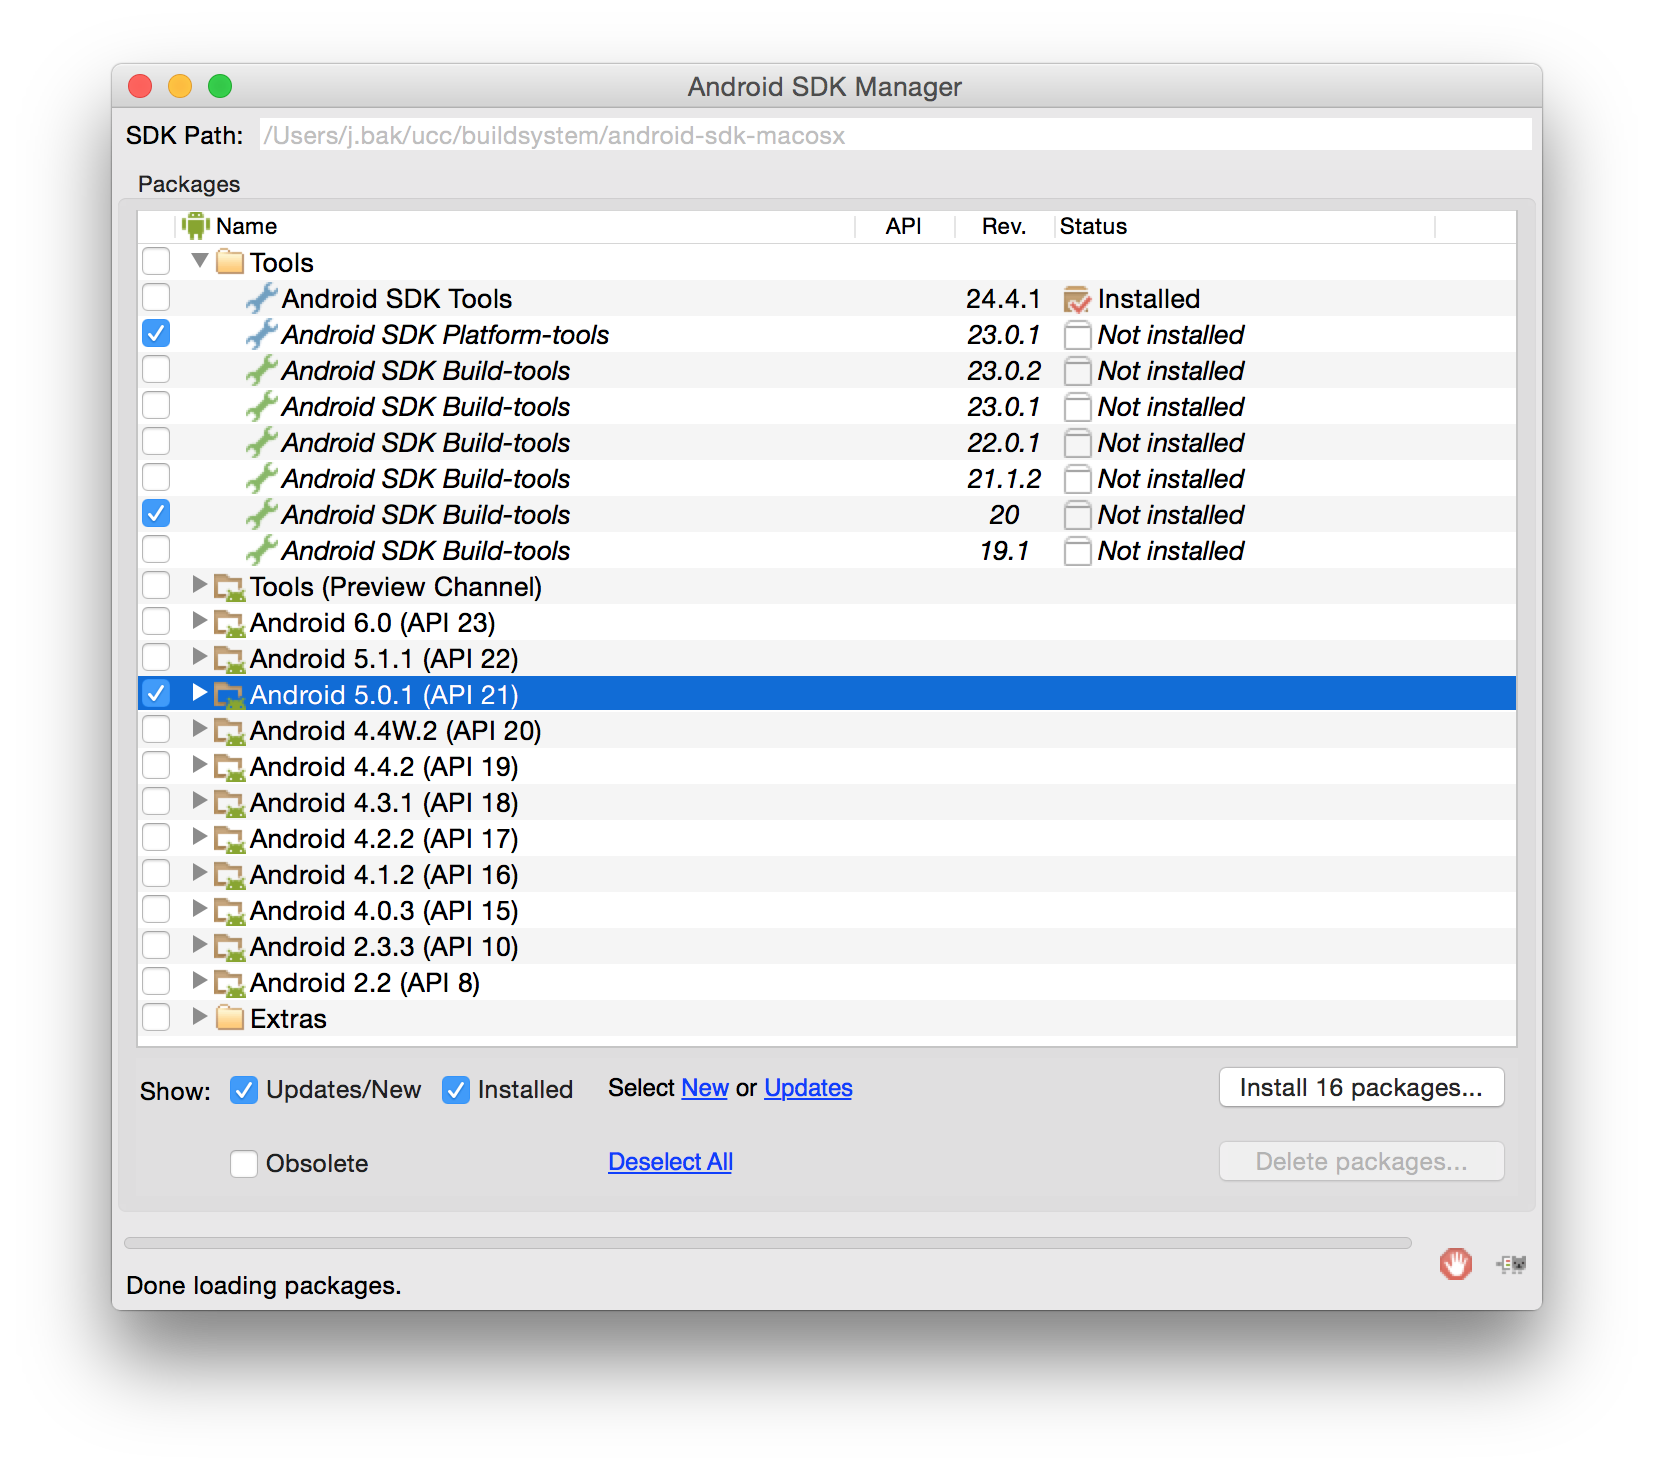 Android SDK Manager
SDK Path: /Users/j.bak/ucc/buildsystem/android-sdk-macosx
Packages
Name API Rev. Status
Tools
Android SDK Tools 24.4.1 Installed
Android SDK Platform-tools 23.0.1 Not installed
Android SDK Build-tools 23.0.2 Not installed
Android SDK Build-tools 23.0.1 Not installed
Android SDK Build-tools 22.0.1 Not installed
Android SDK Build-tools 21.1.2 Not installed
Android SDK Build-tools 20 Not installed
Android SDK Build-tools 19.1 Not installed
Tools (Preview Channel)
Android 6.0 (API 23)
Android 5.1.1 (API 22)
Android 5.0.1 (API 21)
Android 4.4W.2 (API 20)
Android 4.4.2 (API 19)
Android 4.3.1 (API 18)
Android 4.2.2 (API 17)
Android 4.1.2 (API 16)
Android 4.0.3 (API 15)
Android 2.3.3 (API 10)
Android 2.2 (API 8)
Extras
Show: Updates/New Installed Select New or Updates Install 16 packages...
Obsolete Deselect All Delete packages...
Done loading packages.